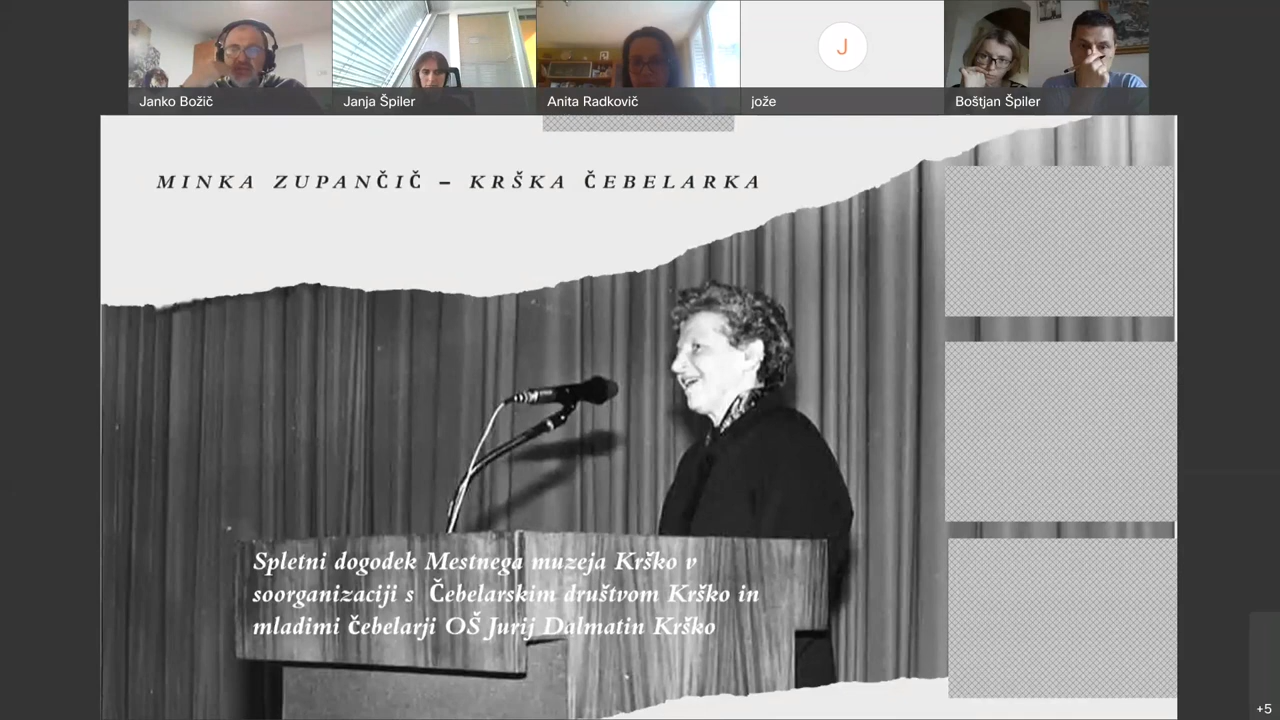 Janko Božič
Janja Špiler
Anita Radkovič
J
jože
Boštjan Špiler
MINKA ZUPANČIČ – KRŠKA ČEBELARKA
Spletni dogodek Mestnega muzeja Krško v
soorganizaciji s Čebelarskim društvom Krško in
mladimi čebelarji OŠ Jurij Dalmatin Krško
+5